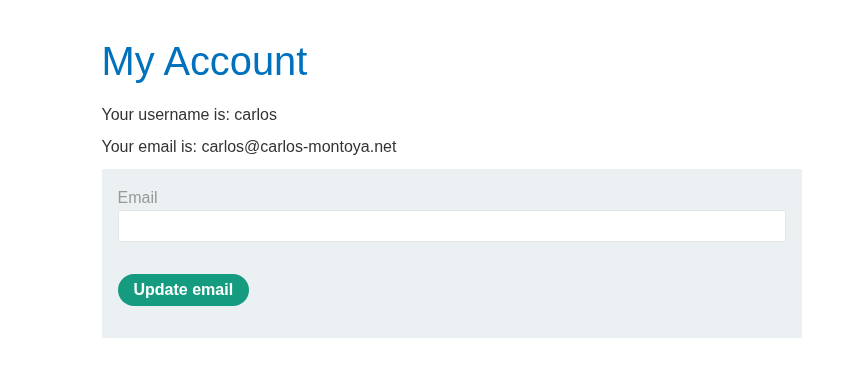 My Account
Your username is: carlos
Your email is: carlos@carlos-montoya.net
Email
Update email